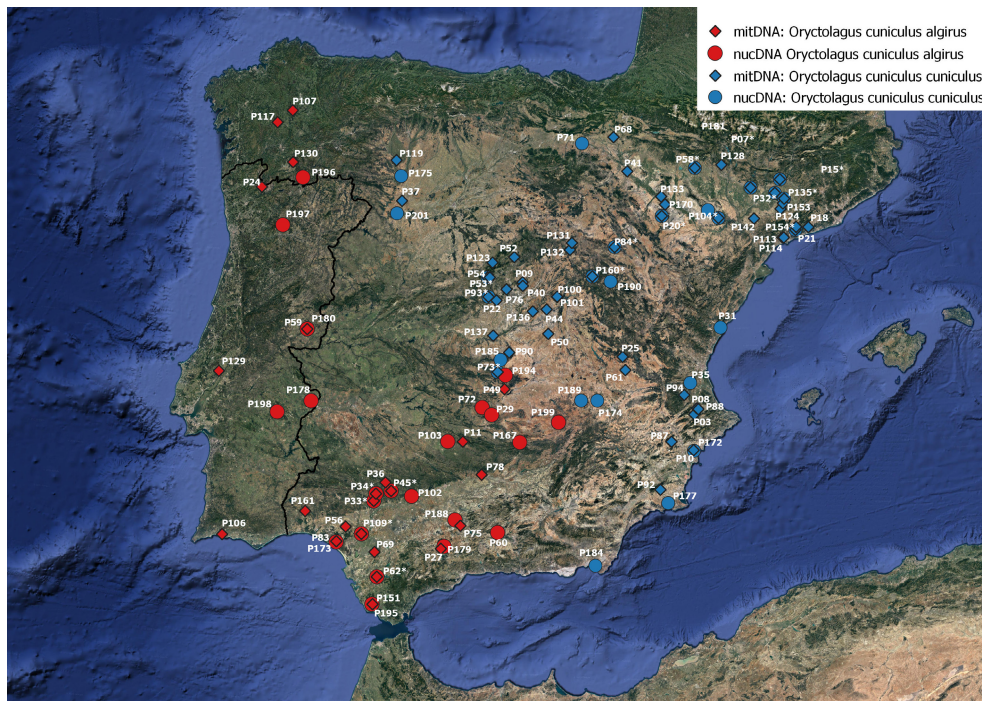 mitDNA: Oryctolagus cuniculus algirus
nucDNA Oryctolagus cuniculus algirus
mitDNA: Oryctolagus cuniculus cuniculus
nucDNA: Oryctolagus cuniculus cuniculus
P107
P117
P130
P196
P24
P197
P119
P175
P37
P201
P71
P68
P41
P181
P07*
P58*
P128
P15*
P32*
P135*
P153
P133
P170
P20*
P104*
P142
P124
P154*
P18
P113
P21
P114
P131
P132
P84*
P52
P123
P54
P53*
P93*
P09
P22
P76
P40
P100
P101
P136
P44
P160*
P190
P50
P137
P185
P90
P73*
P194
P49
P25
P61
P31
P35
P94
P08
P88
P03
P87
P172
P10
P92
P177
P184
P59
P180
P129
P178
P198
P72
P29
P189
P174
P199
P103
P11
P167
P78
P36
P34*
P45*
P33*
P102
P161
P106
P56
P109*
P83
P173
P69
P188
P75
P27
P179
P60
P62*
P151
P195